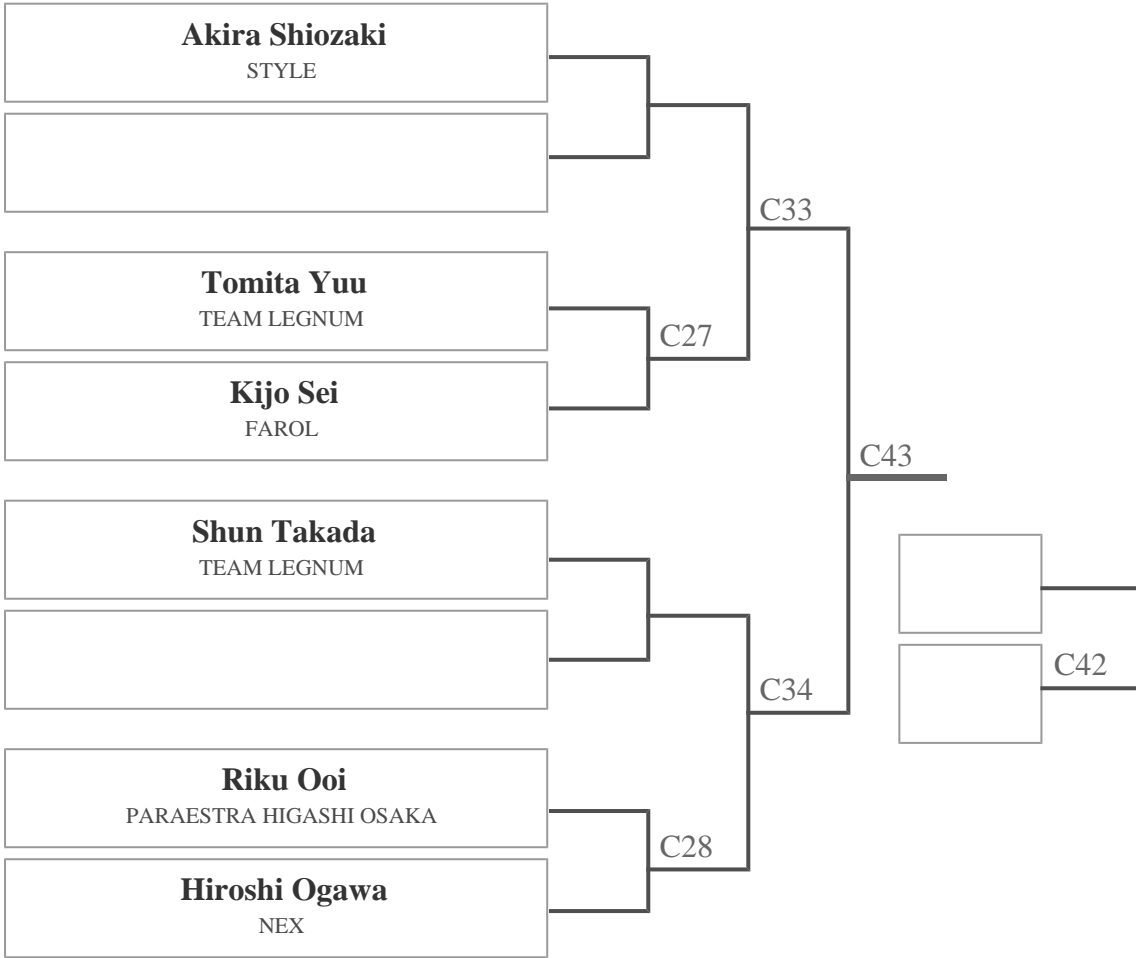 Akira Shiozaki
STYLE
C33
Tomita Yuu
TEAM LEGNUM
C27
Kijo Sei
FAROL
C43
Shun Takada
TEAM LEGNUM
C42
C34
Riku Ooi
PARAESTRA HIGASHI OSAKA
C28
Hiroshi Ogawa
NEX